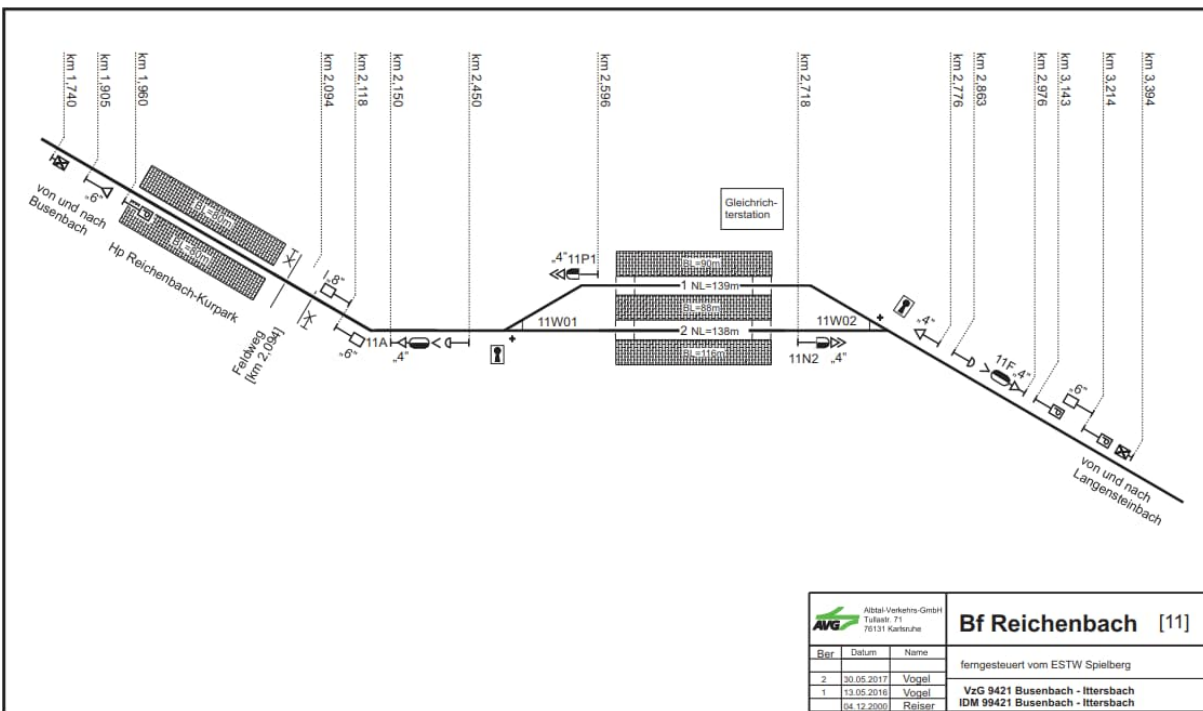 km 1,740
km 1,905
km 1,960
km 2,094
km 2,118
km 2,150
km 2,450
km 2,596
km 2,718
km 2,776
km 2,863
km 2,976
km 3,143
km 3,214
km 3,394
von und nach
Busenbach
„6"
BL=80m
BL=80m
Hp Reichenbach-Kurpark
Feldweg
[km 2,094]
„8"
„6"
11A
„4"
„4" 11P1
11W01
Gleichrich-
terstation
BL=90m
1 NL=139m
BL=88m
2 NL=138m
BL=116m
11W02
11N2 „4"
„4"
11F „4"
„6"
von und nach
Langensteinbach
AVG
Albtal-Verkehrs-GmbH
Tullastr. 71
76131 Karlsruhe
Bf Reichenbach [11]
Ber Datum Name
ferngesteuert vom ESTW Spielberg
2 30.05.2017 Vogel
1 13.05.2016 Vogel
04.12.2000 Reiser
VzG 9421 Busenbach - Ittersbach
IDM 99421 Busenbach - Ittersbach